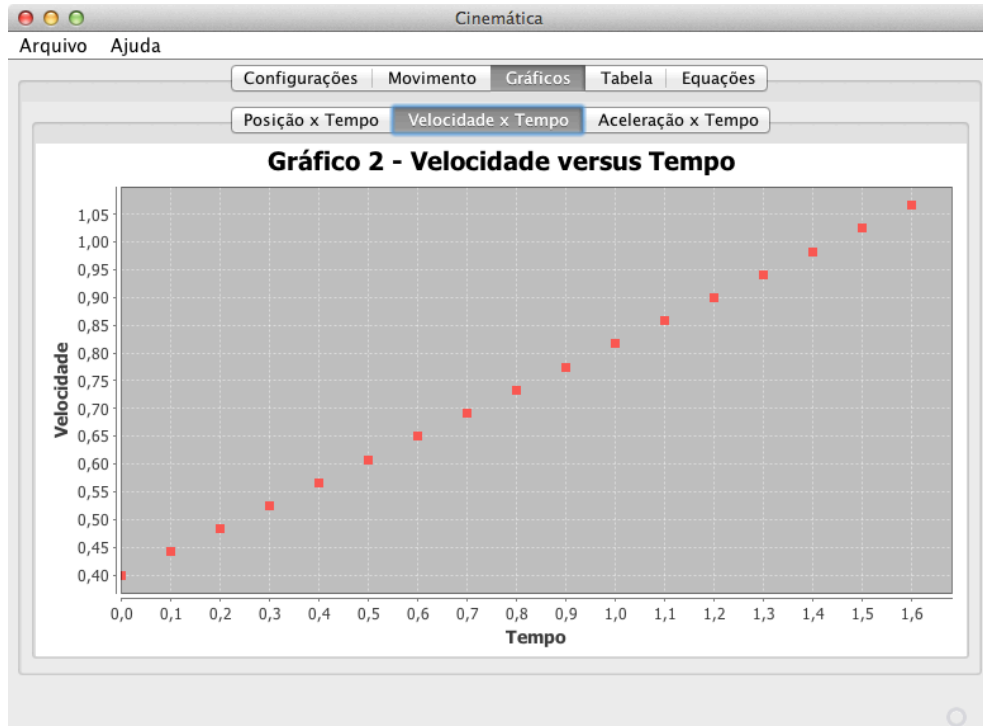 Cinemática
Arquivo Ajuda
Configurações Movimento Gráficos Tabela Equações
Posição x Tempo Velocidade x Tempo Aceleração x Tempo
Gráfico 2 - Velocidade versus Tempo
Velocidade
1,05
1,00
0,95
0,90
0,85
0,80
0,75
0,70
0,65
0,60
0,55
0,50
0,45
0,40
0,0 0,1 0,2 0,3 0,4 0,5 0,6 0,7 0,8 0,9 1,0 1,1 1,2 1,3 1,4 1,5 1,6
Tempo